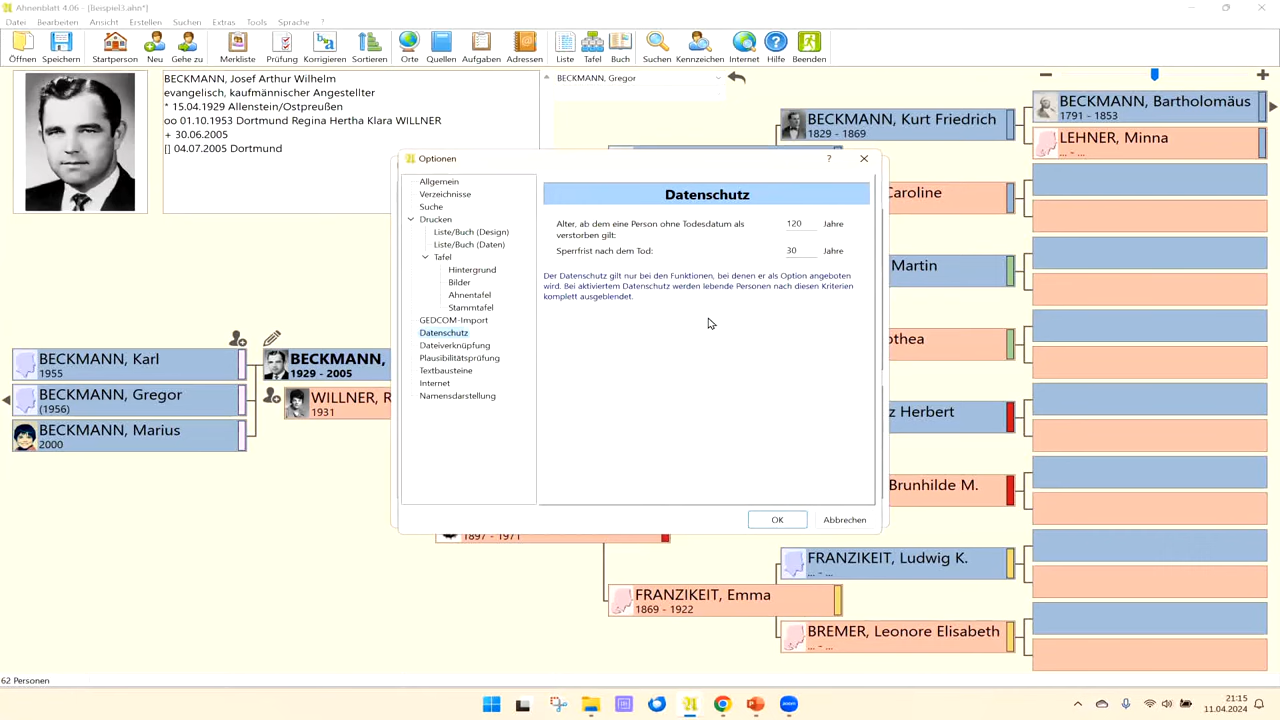 Ahnenblatt 4.06 - [Beispiel3.ahn*]
Datei Bearbeiten Ansicht Erstellen Suchen Extras Tools Sprache ?
Öffnen Speichern Startperson Neu Gehe zu Merkliste Prüfung Korrigieren Sortieren Orte Quellen Aufgaben Adressen Liste Tafel Buch Suchen Kennzeichen Internet Hilfe Beenden
BECKMANN, Josef Arthur Wilhelm
evangelisch, kaufmännischer Angestellter
* 15.04.1929 Allenstein/Ostpreußen
oo 01.10.1953 Dortmund Regina Hertha Klara WILLNER
+ 30.06.2005
[] 04.07.2005 Dortmund
BECKMANN, Gregor
BECKMANN, Kurt Friedrich
1829 - 1869
BECKMANN, Bartholomäus
1791 - 1853
LEHNER, Minna
... - ...
Caroline
Martin
othea
z Herbert
Brunhilde M.
Optionen
?
Allgemein
Verzeichnisse
Suche
Drucken
Liste/Buch (Design)
Liste/Buch (Daten)
Tafel
Hintergrund
Bilder
Ahnentafel
Stammtafel
GEDCOM-Import
Datenschutz
Dateiverknüpfung
Plausibilitätsprüfung
Textbausteine
Internet
Namensdarstellung
Datenschutz
Alter, ab dem eine Person ohne Todesdatum als
verstorben gilt:
120 Jahre
Sperrfrist nach dem Tod: 30 Jahre
Der Datenschutz gilt nur bei den Funktionen, bei denen er als Option angeboten
wird. Bei aktiviertem Datenschutz werden lebende Personen nach diesen Kriterien
komplett ausgeblendet.
OK Abbrechen
BECKMANN, Karl
1955
BECKMANN, Gregor
(1956)
BECKMANN, Marius
2000
BECKMANN,
1929 - 2005
WILLNER, R
1931
1897 - 1971
FRANZIKEIT, Emma
1869 - 1922
FRANZIKEIT, Ludwig K.
... - ...
BREMER, Leonore Elisabeth
... - ...
62 Personen
21:15
11.04.2024